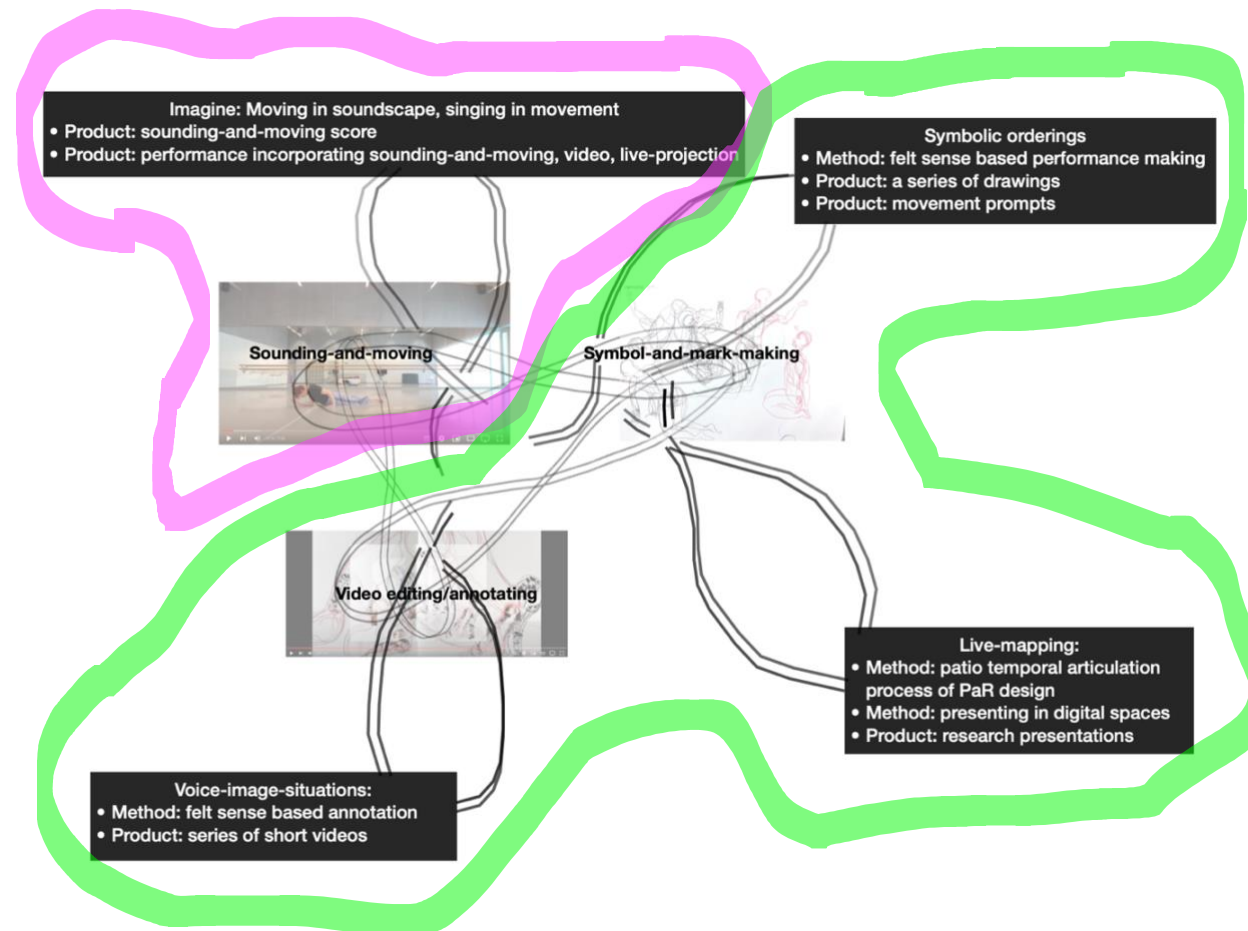 Imagine: Moving in soundscape, singing in movement
• Product: sounding-and-moving score
• Product: performance incorporating sounding-and-moving, video, live-projection
Symbolic orderings
• Method: felt sense based performance making
• Product: a series of drawings
• Product: movement prompts
Sounding-and-moving
Symbol-and-mark-making
Video editing/annotating
Live-mapping:
• Method: patio temporal articulation
process of PaR design
• Method: presenting in digital spaces
• Product: research presentations
Voice-image-situations:
• Method: felt sense based annotation
• Product: series of short videos